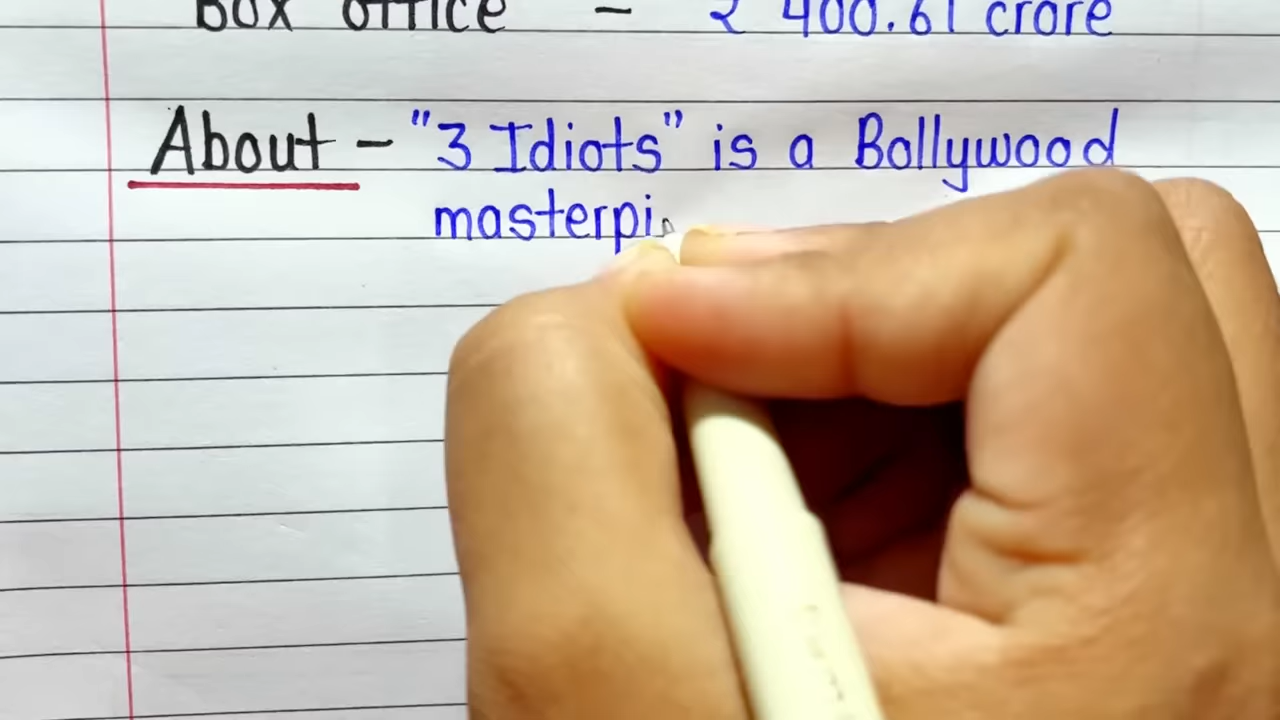 Box office - ₹ 400.61 crore
About - "3 Idiots" is a Bollywood
masterpi